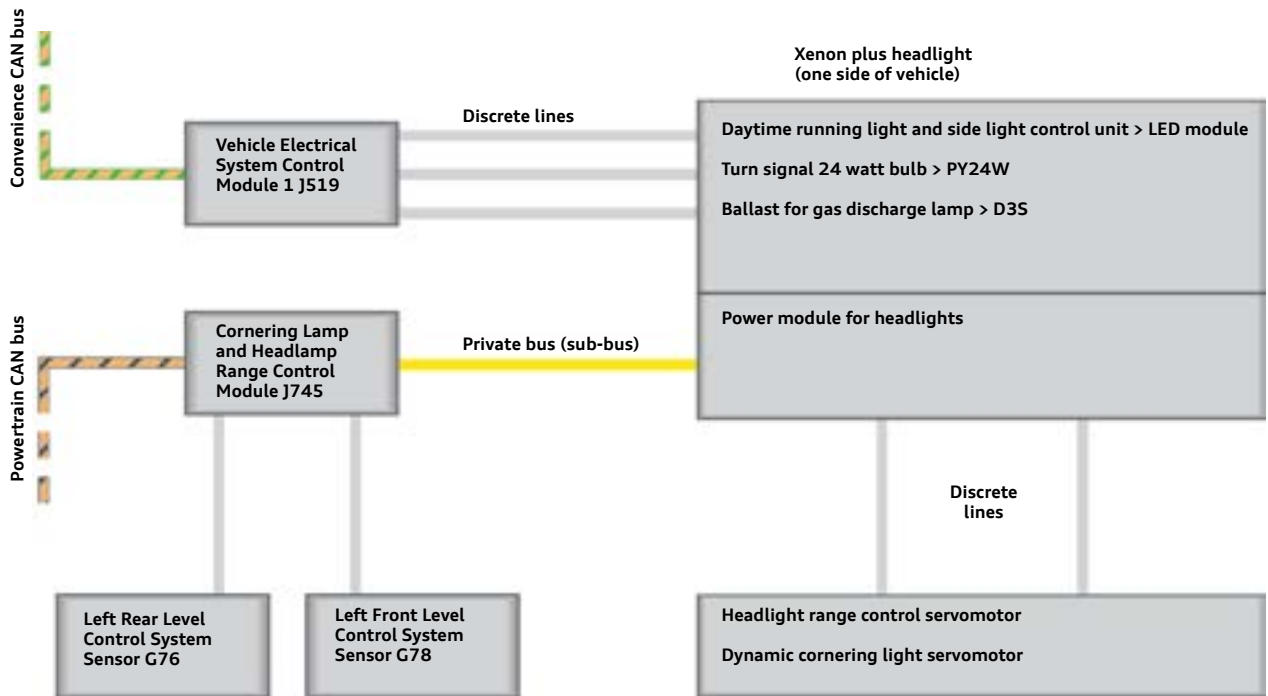 Convenience CAN bus
Xenon plus headlight
(one side of vehicle)
Discrete lines
Vehicle Electrical
System Control
Module 1 J519
Daytime running light and side light control unit > LED module
Turn signal 24 watt bulb > PY24W
Ballast for gas discharge lamp > D3S
Powertrain CAN bus
Cornering Lamp
and Headlamp
Range Control
Module J745
Private bus (sub-bus)
Power module for headlights
Discrete
lines
Left Rear Level
Control System
Sensor G76
Left Front Level
Control System
Sensor G78
Headlight range control servomotor
Dynamic cornering light servomotor